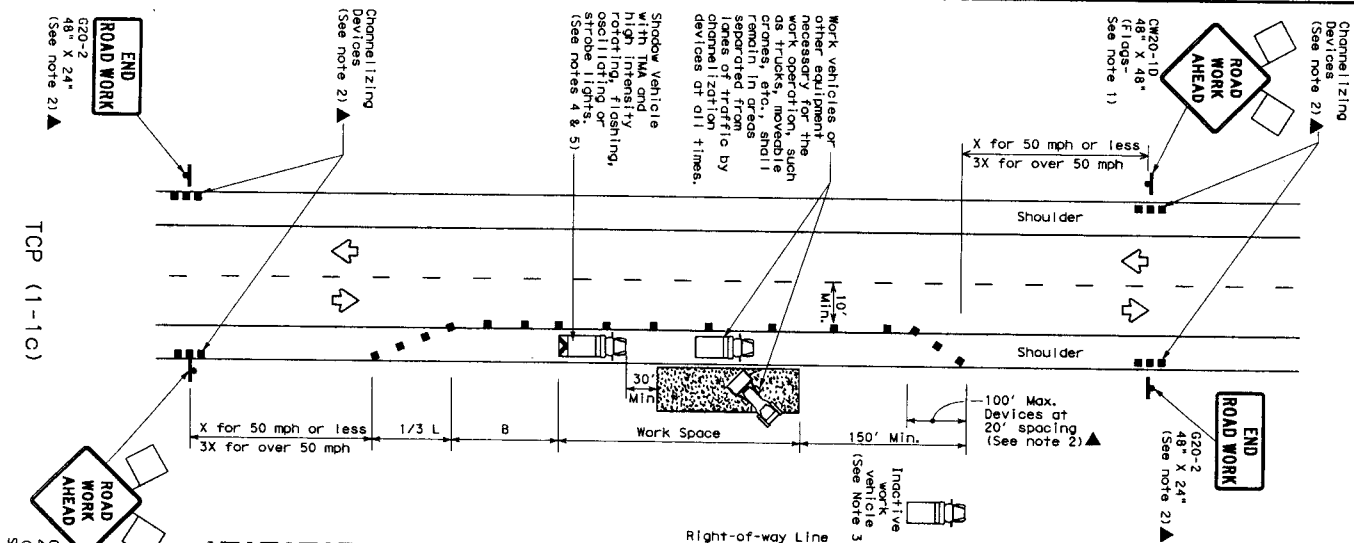 Channelizing
Devices
(See note 2)▲
ROAD
WORK
AHEAD
CW20-1D
48" X 48"
(Flags-
See note 1)
X for 50 mph or less
3X for over 50 mph
Shoulder
Work vehicles or
other equipment
necessary for the
work operation, such
as trucks, moveable
cranes, etc., shall
remain in areas
separated from
lanes of traffic by
channelization
devices at all times.
Shadow Vehicle
with TMA and
high intensity
rotating, flashing,
oscillating or
strobe lights.
(See notes 4 & 5)
Channelizing
Devices
(See note 2)▲
END
ROAD WORK
G20-2
48" X 24"
(See note 2)▲
10'
Min.
Shoulder
30'
Min
100' Max.
Devices at
20' spacing
(See note 2)▲
X for 50 mph or less
3X for over 50 mph
1/3 L
B
Work Space
150' Min.
Inactive
work
vehicle
(See Note 3
END
ROAD WORK
G20-2
48" X 24"
(See note 2)▲
ROAD
WORK
AHEAD
Right-of-way Line
TCP (1-1c)